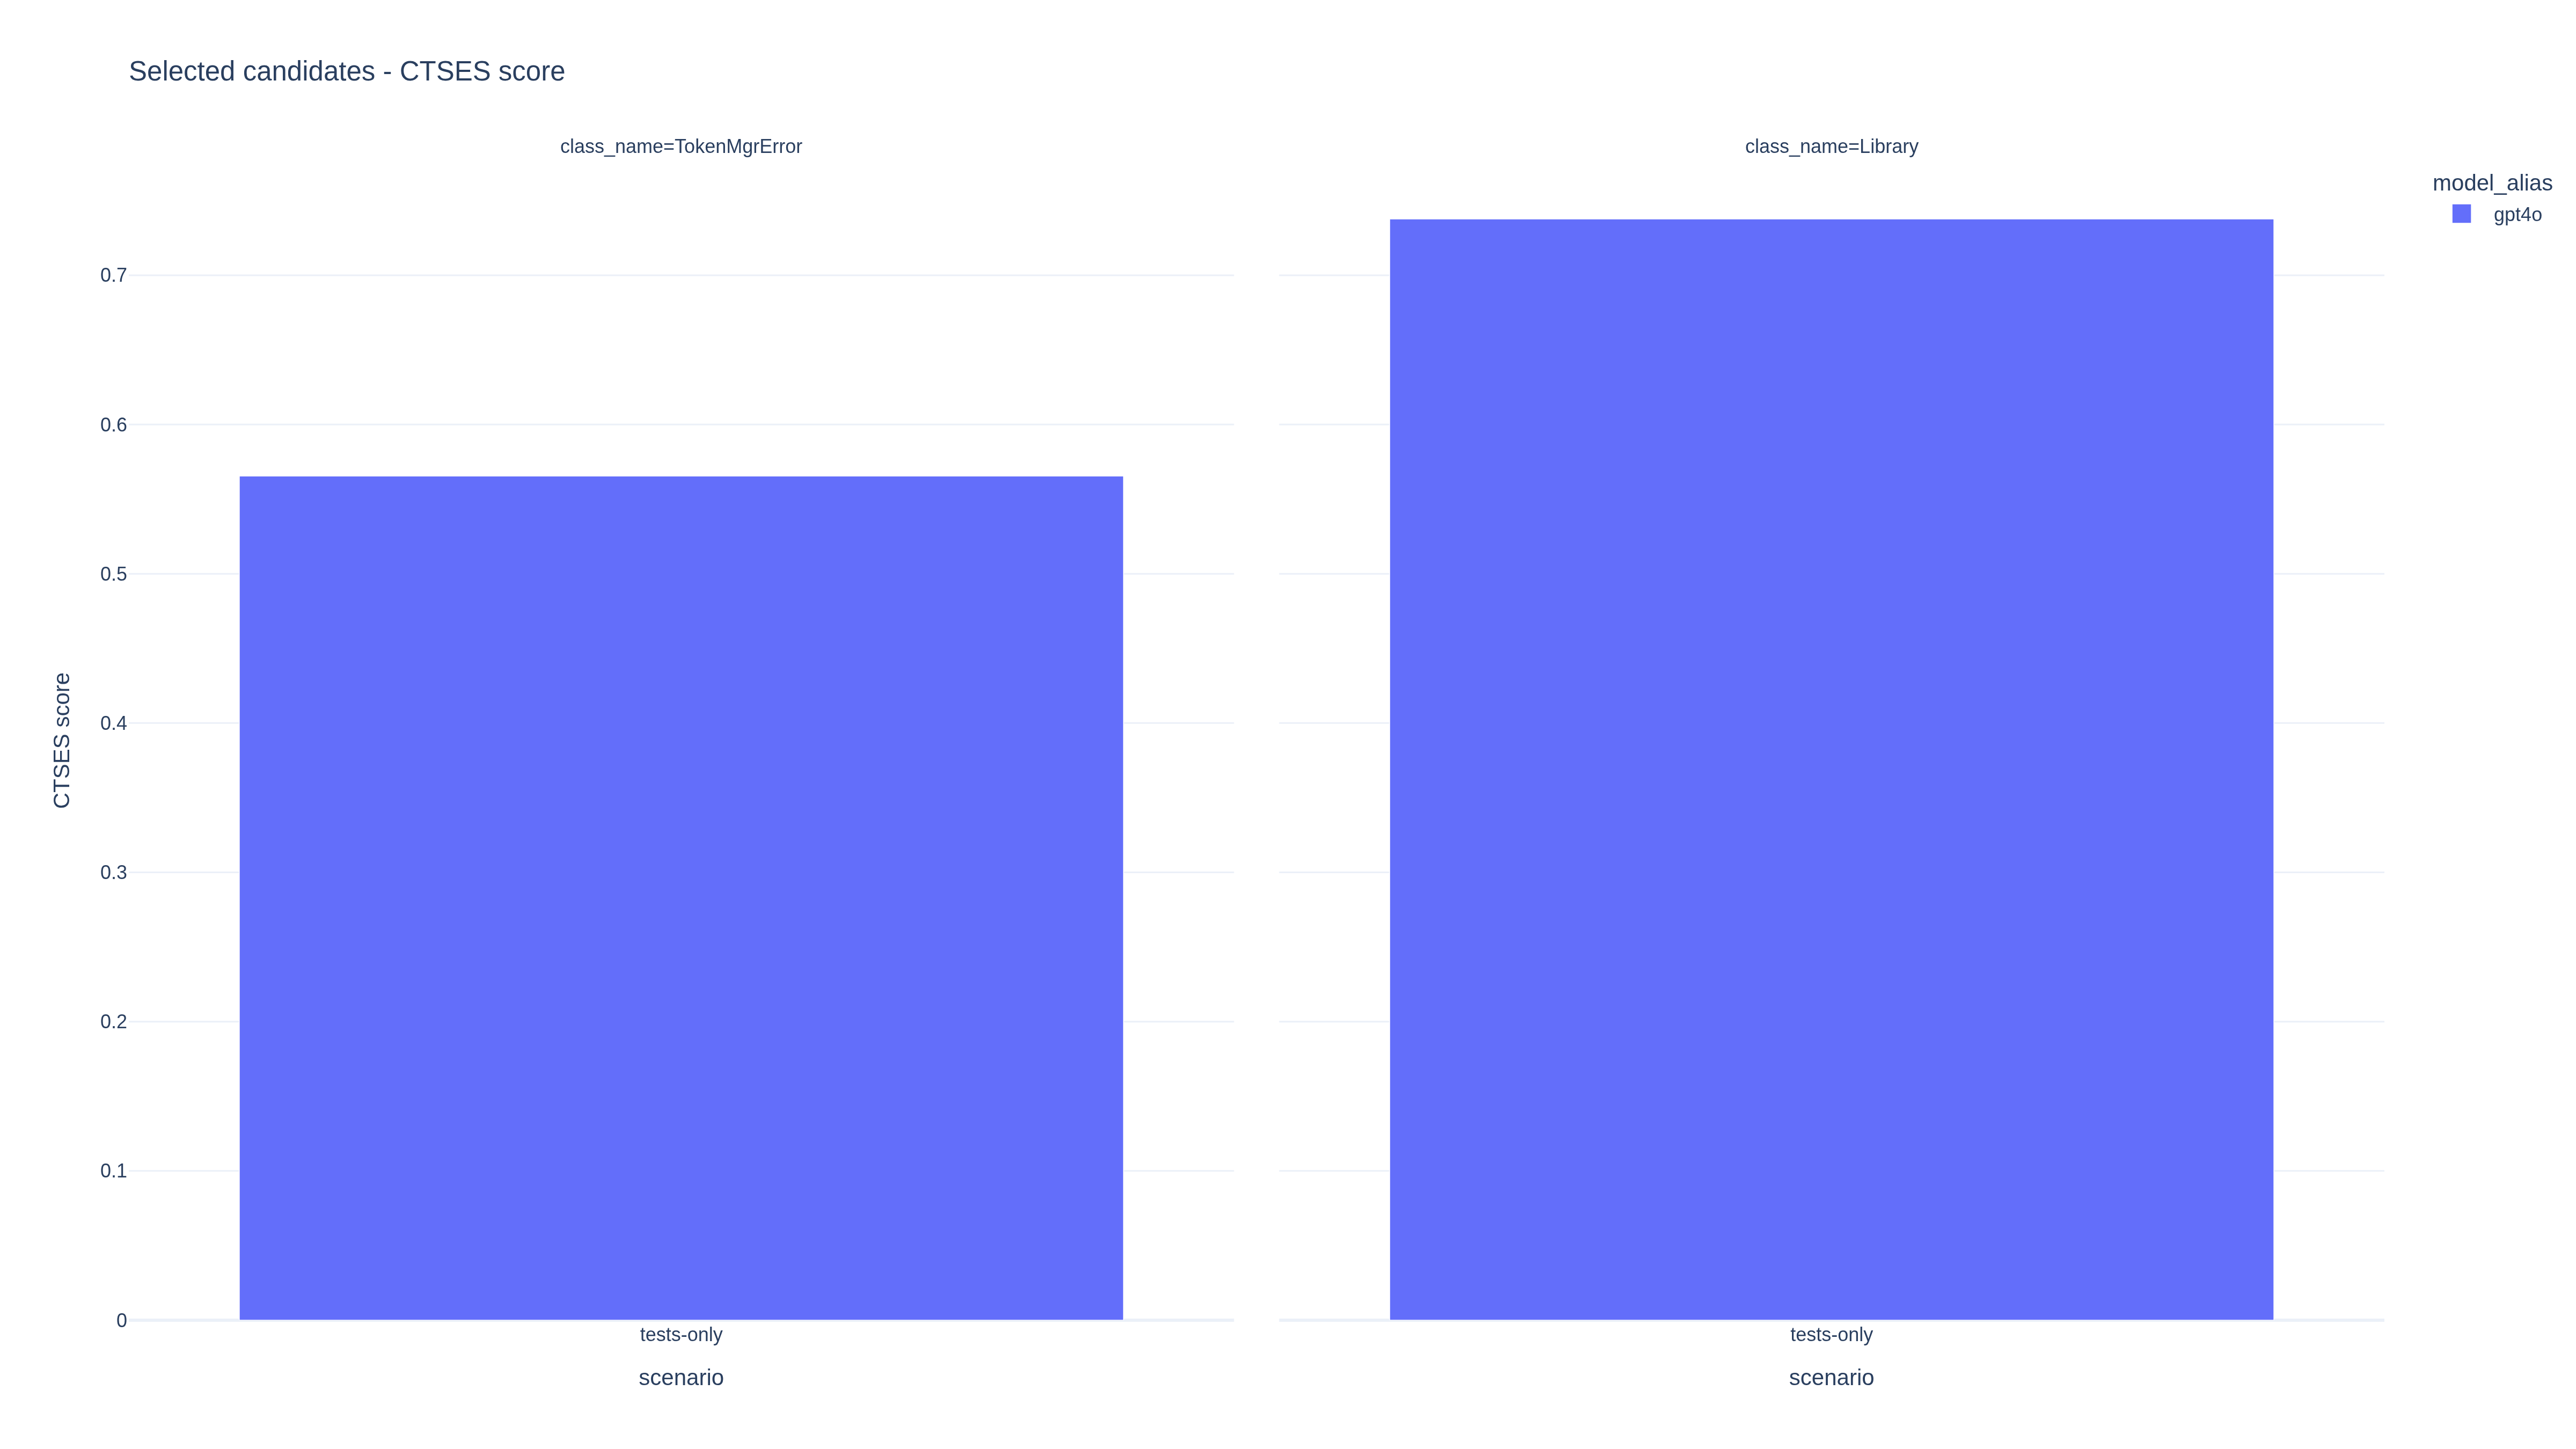 Selected candidates - CTSES score
class_name=TokenMgrError
class_name=Library
model_alias
gpt4o
CTSES score
0.7
0.6
0.5
0.4
0.3
0.2
0.1
0
tests-only
tests-only
scenario
scenario